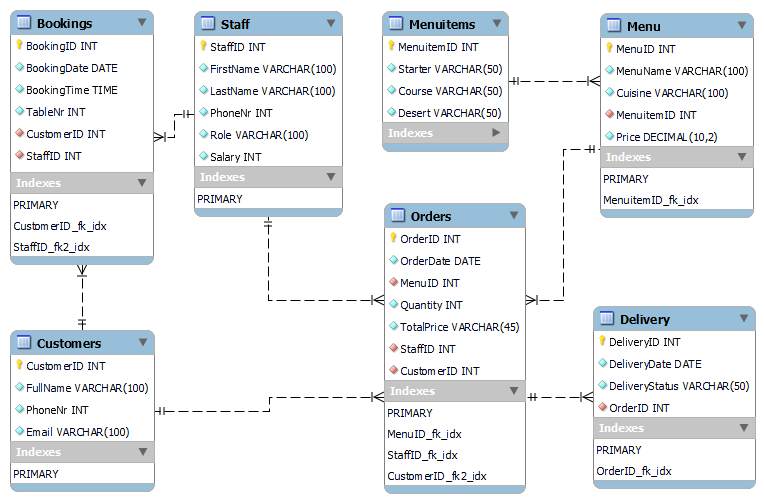 Bookings
BookingID INT
BookingDate DATE
BookingTime TIME
TableNr INT
CustomerID INT
StaffID INT
Indexes
PRIMARY
CustomerID_fk_idx
StaffID_fk2_idx
Staff
StaffID INT
FirstName VARCHAR(100)
LastName VARCHAR(100)
PhoneNr INT
Role VARCHAR(100)
Salary INT
Indexes
PRIMARY
Menuitems
MenuitemID INT
Starter VARCHAR(50)
Course VARCHAR(50)
Desert VARCHAR(50)
Indexes
Menu
MenuID INT
MenuName VARCHAR(100)
Cuisine VARCHAR(100)
MenuitemID INT
Price DECIMAL(10,2)
Indexes
PRIMARY
MenuitemID_fk_idx
Customers
CustomerID INT
FullName VARCHAR(100)
PhoneNr INT
Email VARCHAR(100)
Indexes
PRIMARY
Orders
OrderID INT
OrderDate DATE
MenuID INT
Quantity INT
TotalPrice VARCHAR(45)
StaffID INT
CustomerID INT
Indexes
PRIMARY
MenuID_fk_idx
StaffID_fk_idx
CustomerID_fk2_idx
Delivery
DeliveryID INT
DeliveryDate DATE
DeliveryStatus VARCHAR(50)
OrderID INT
Indexes
PRIMARY
OrderID_fk_idx